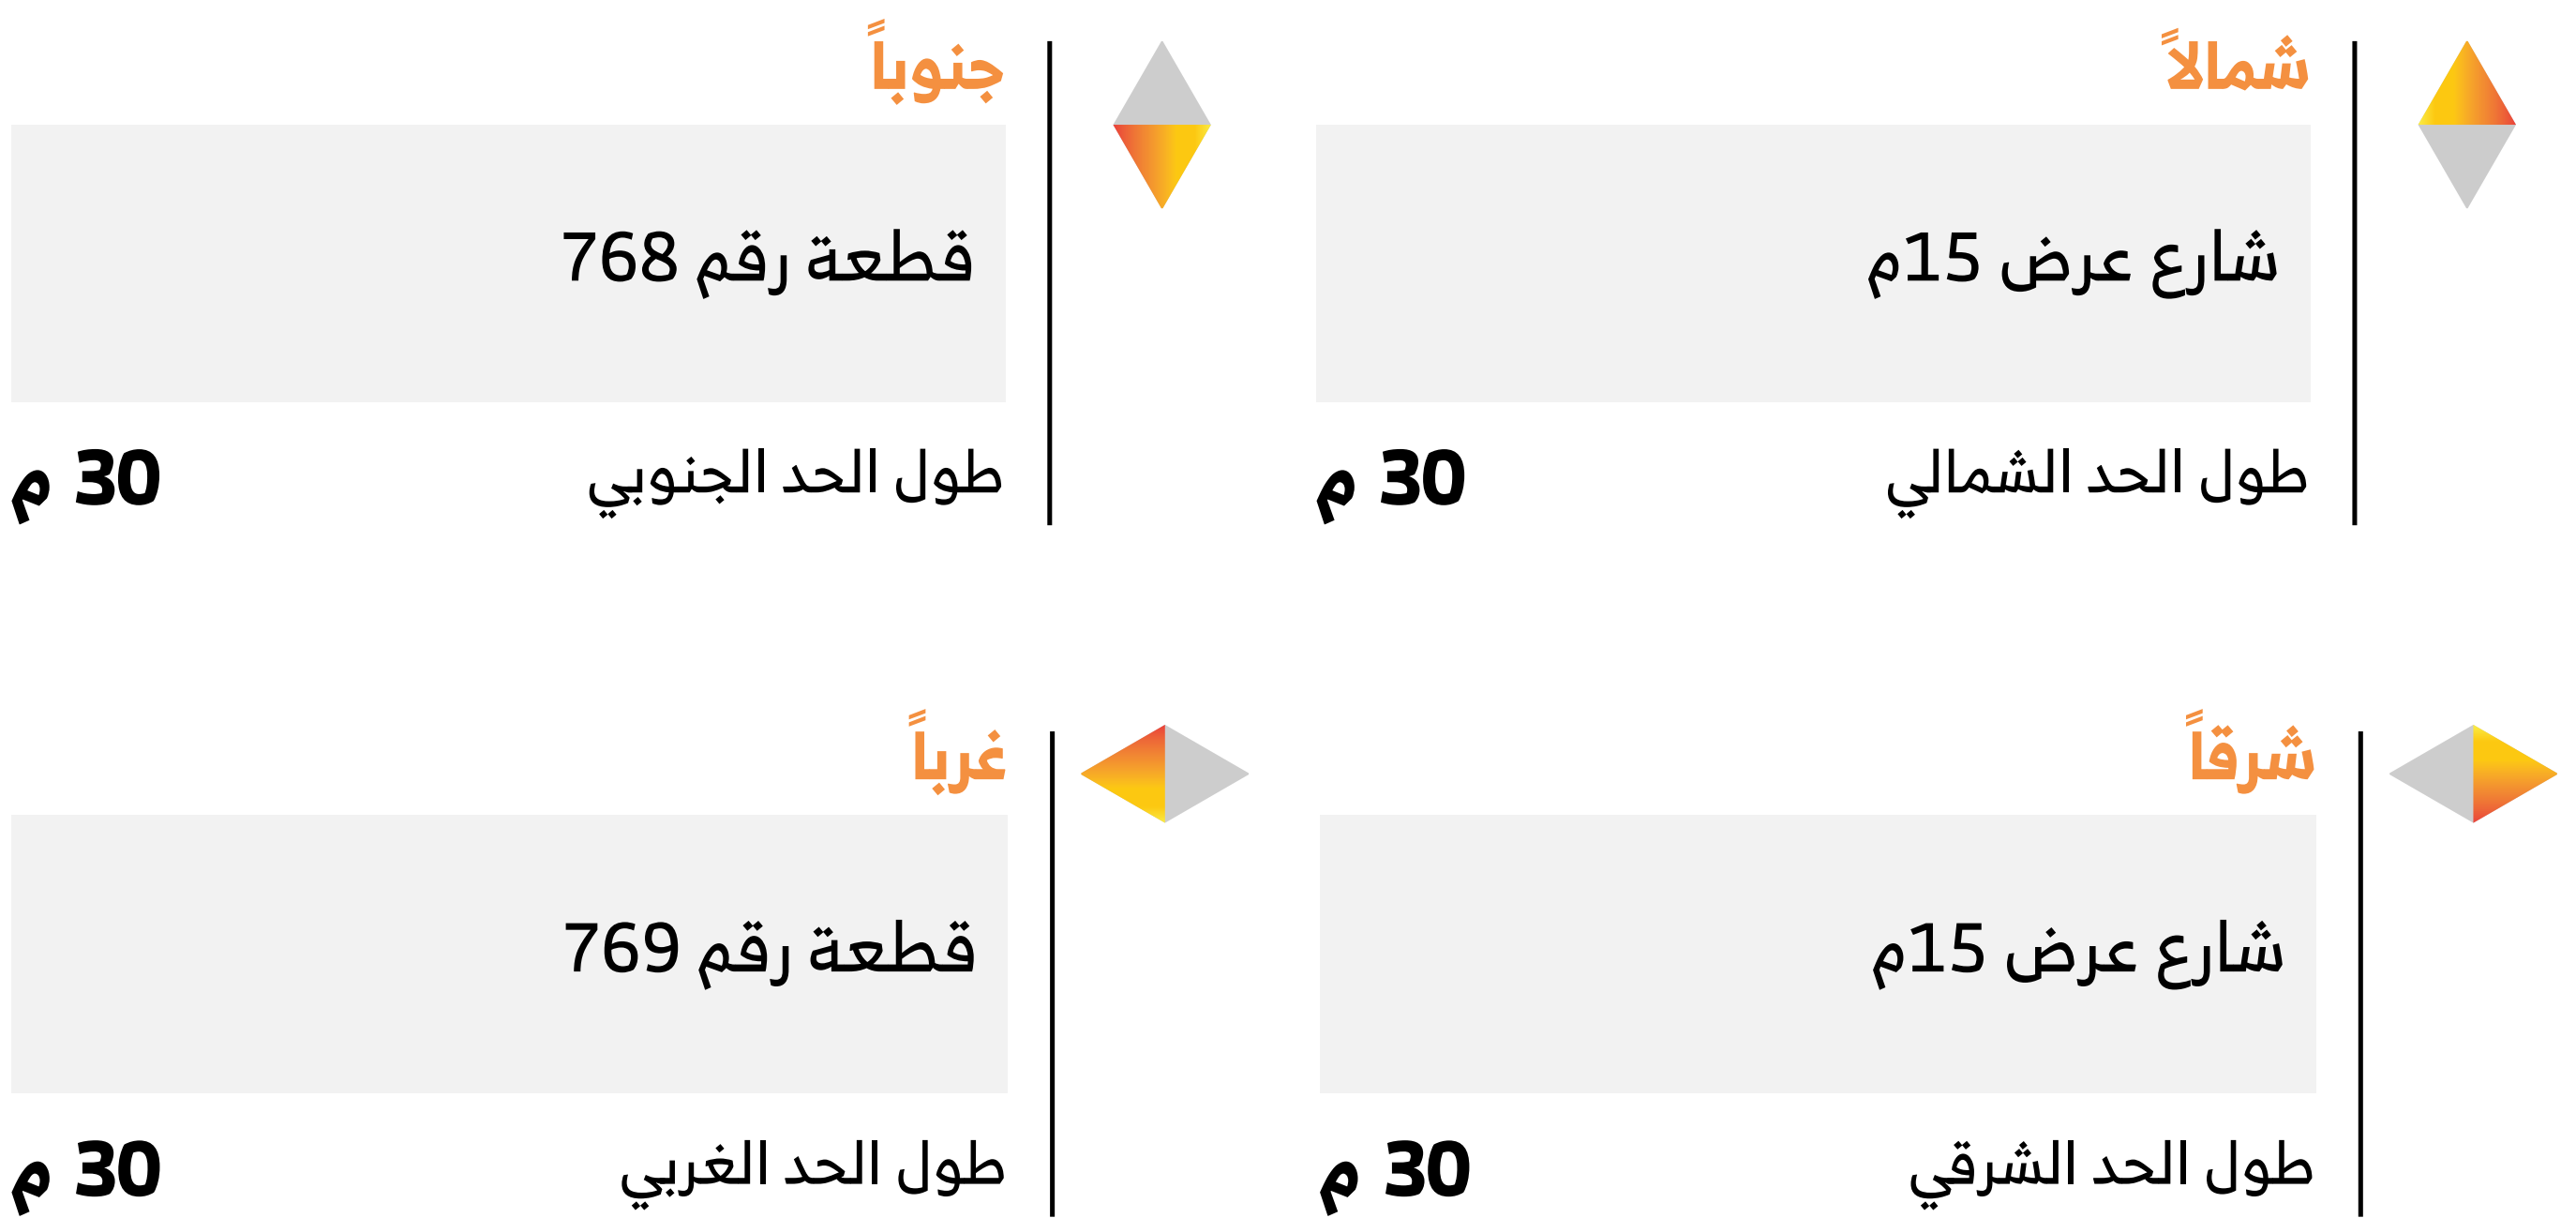 شمالاً
شارع عرض 15م
طول الحد الشمالي 30 م
جنوباً
قطعة رقم 768
طول الحد الجنوبي 30 م
شرقاً
شارع عرض 15م
طول الحد الشرقي 30 م
غرباً
قطعة رقم 769
طول الحد الغربي 30 م